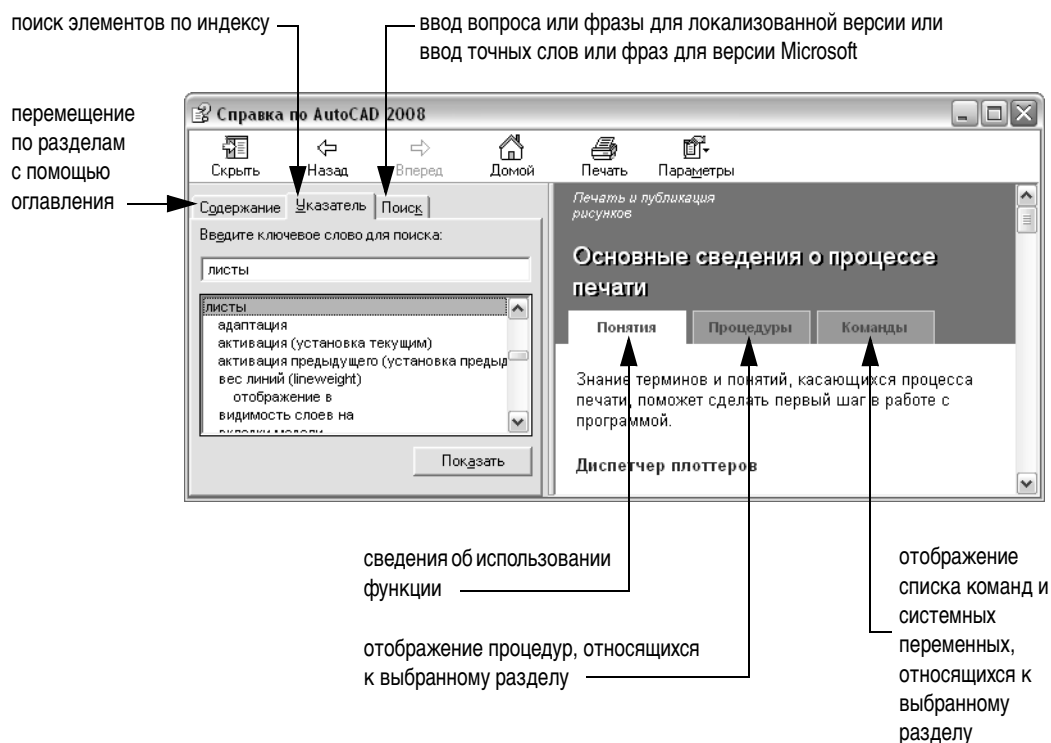 поиск элементов по индексу
ввод вопроса или фразы для локализованной версии или
ввод точных слов или фраз для версии Microsoft
перемещение
по разделам
с помощью
оглавления
Справка по AutoCAD 2008
Скрыть Назад Вперед Домой Печать Параметры
Содержание Указатель Поиск
Введите ключевое слово для поиска:
листы
листы
адаптация
активация (установка текущим)
активация предыдущего (установка предыд
вес линий (lineweight)
отображение в
видимость слоев на
вкладки модели
Показать
Печать и публикация
рисунков
Основные сведения о процессе
печати
Понятия Процедуры Команды
Знание терминов и понятий, касающихся процесса
печати, поможет сделать первый шаг в работе с
программой.
Диспетчер плоттеров
сведения об использовании
функции
отображение процедур, относящихся
к выбранному разделу
отображение
списка команд и
системных
переменных,
относящихся к
выбранному
разделу